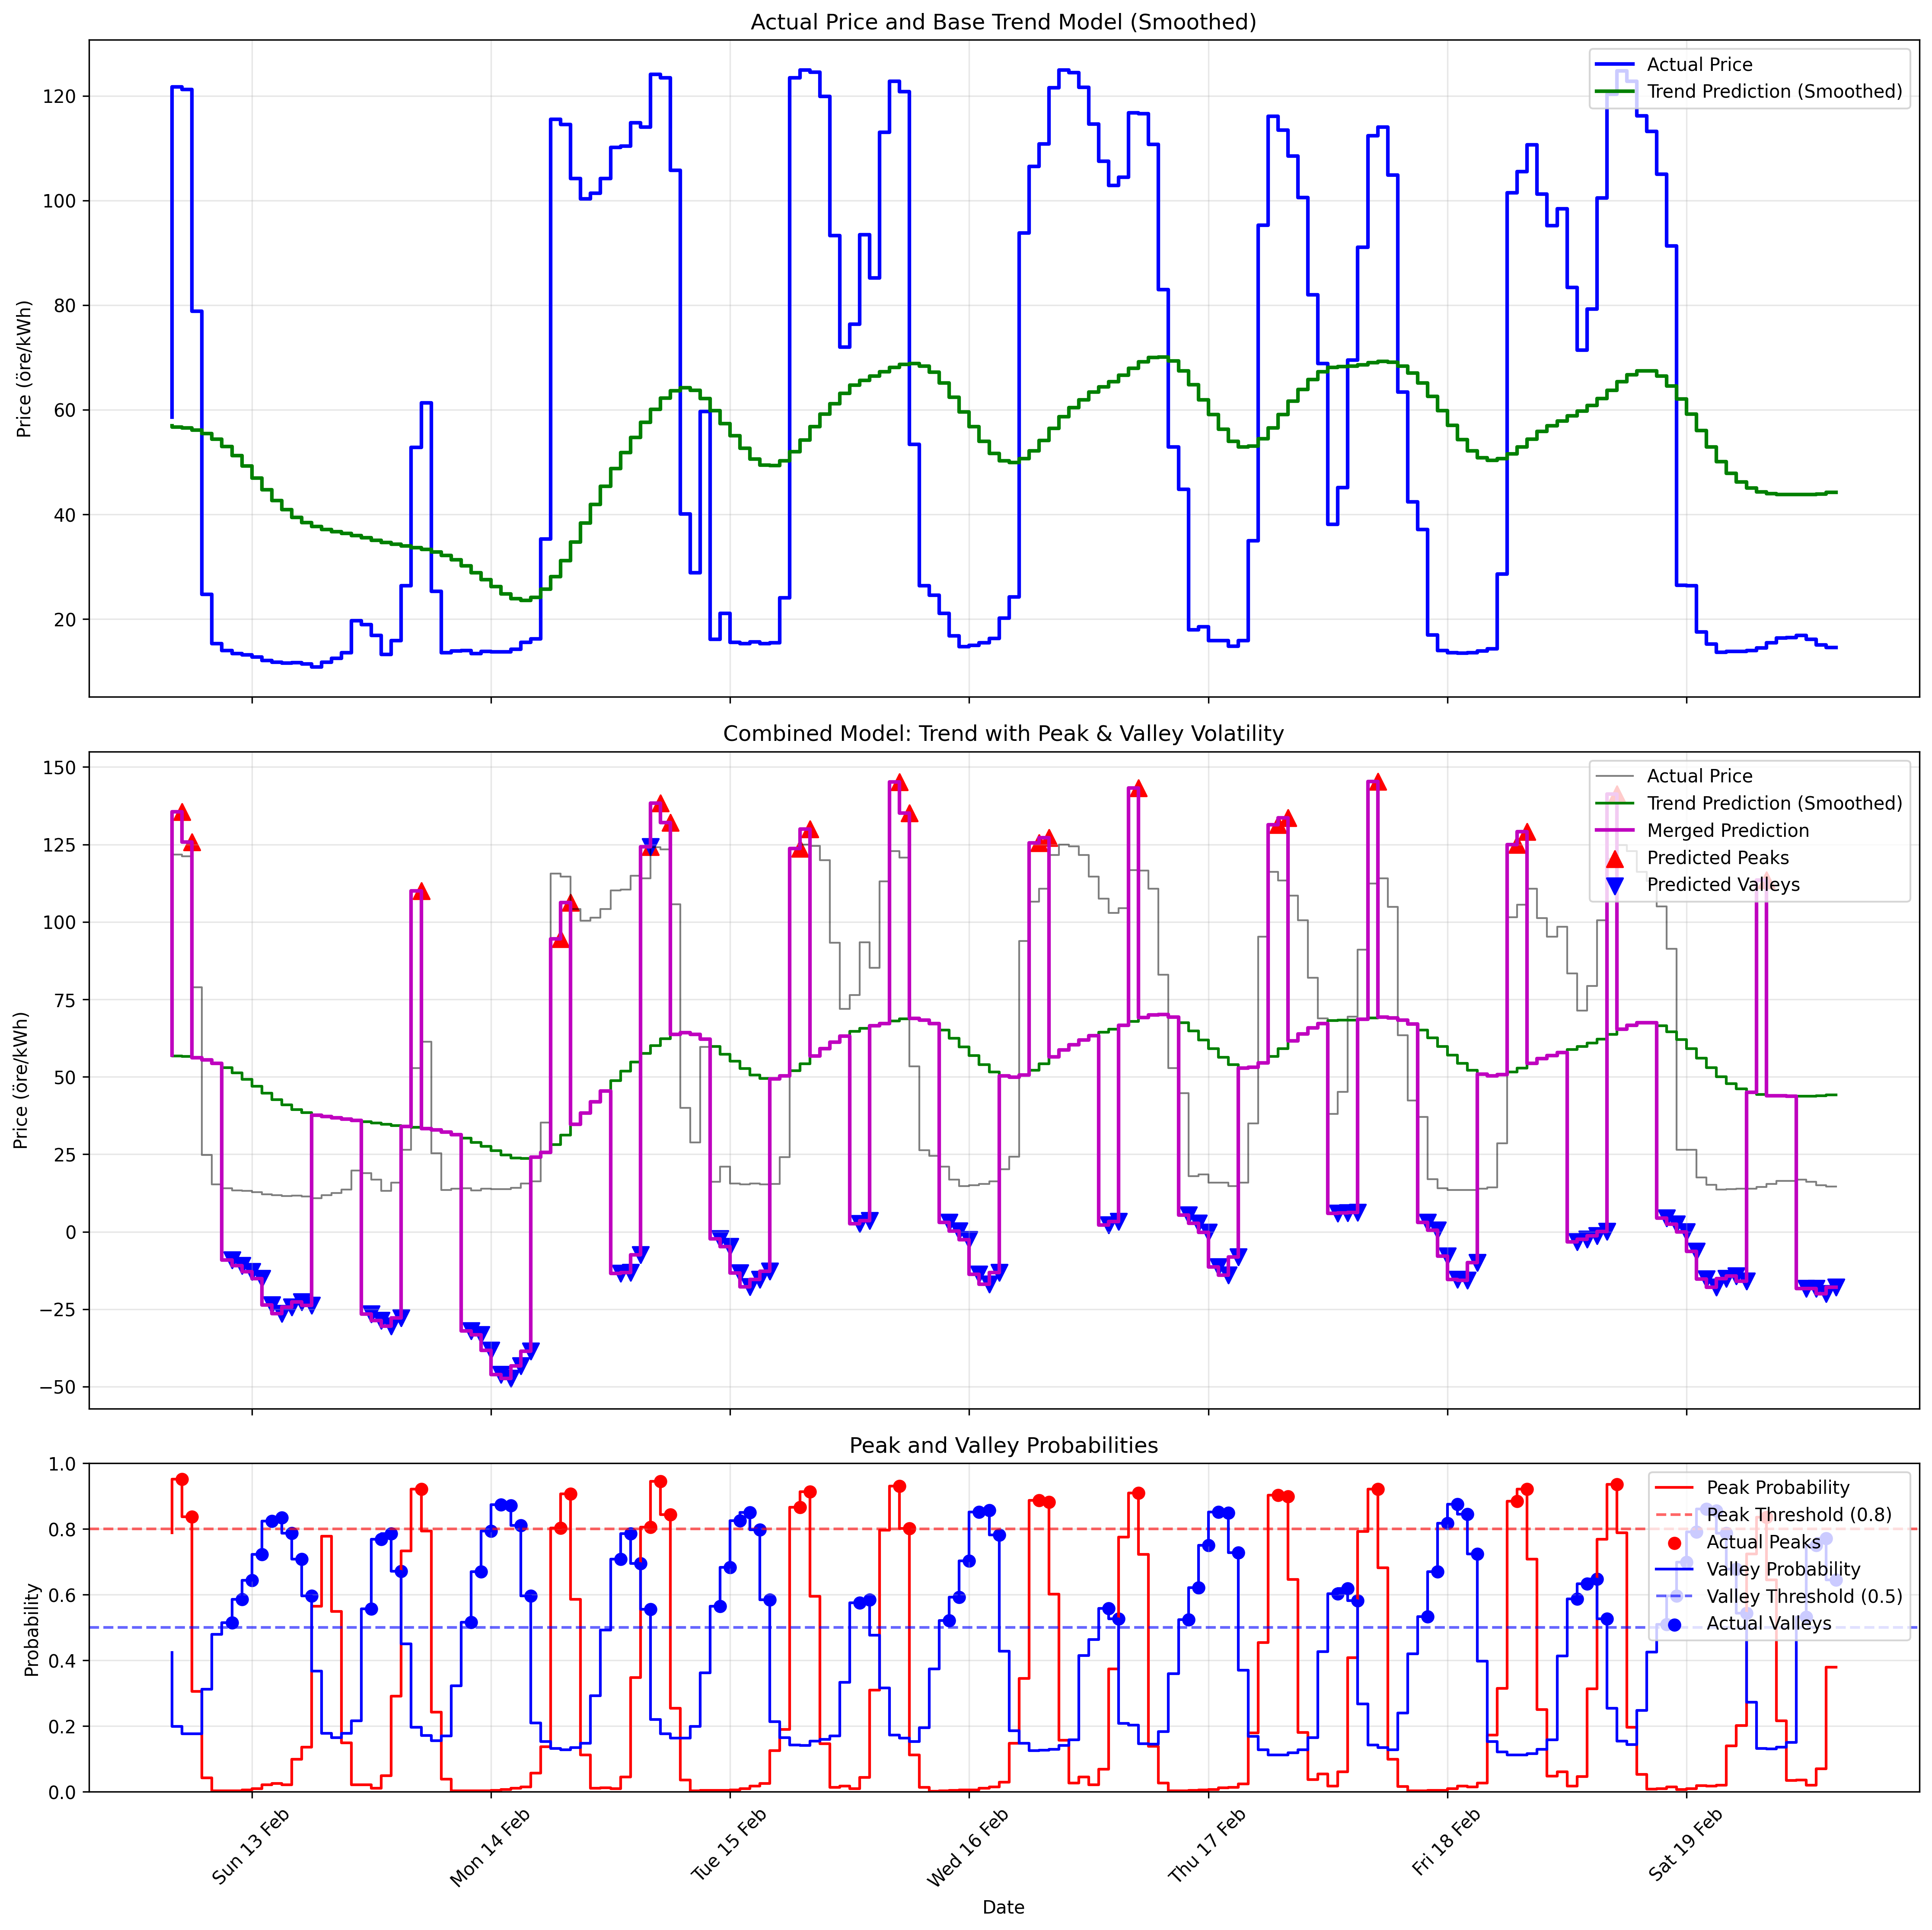 Actual Price and Base Trend Model (Smoothed)
Price (öre/kWh)
120
100
80
60
40
20
Actual Price
Trend Prediction (Smoothed)
Combined Model: Trend with Peak & Valley Volatility
Price (öre/kWh)
150
125
100
75
50
25
0
−25
−50
Actual Price
Trend Prediction (Smoothed)
Merged Prediction
Predicted Peaks
Predicted Valleys
Peak and Valley Probabilities
Probability
1.0
0.8
0.6
0.4
0.2
0.0
Peak Probability
Peak Threshold (0.8)
Actual Peaks
Valley Probability
Valley Threshold (0.5)
Actual Valleys
Sun 13 Feb
Mon 14 Feb
Tue 15 Feb
Wed 16 Feb
Thu 17 Feb
Fri 18 Feb
Sat 19 Feb
Date